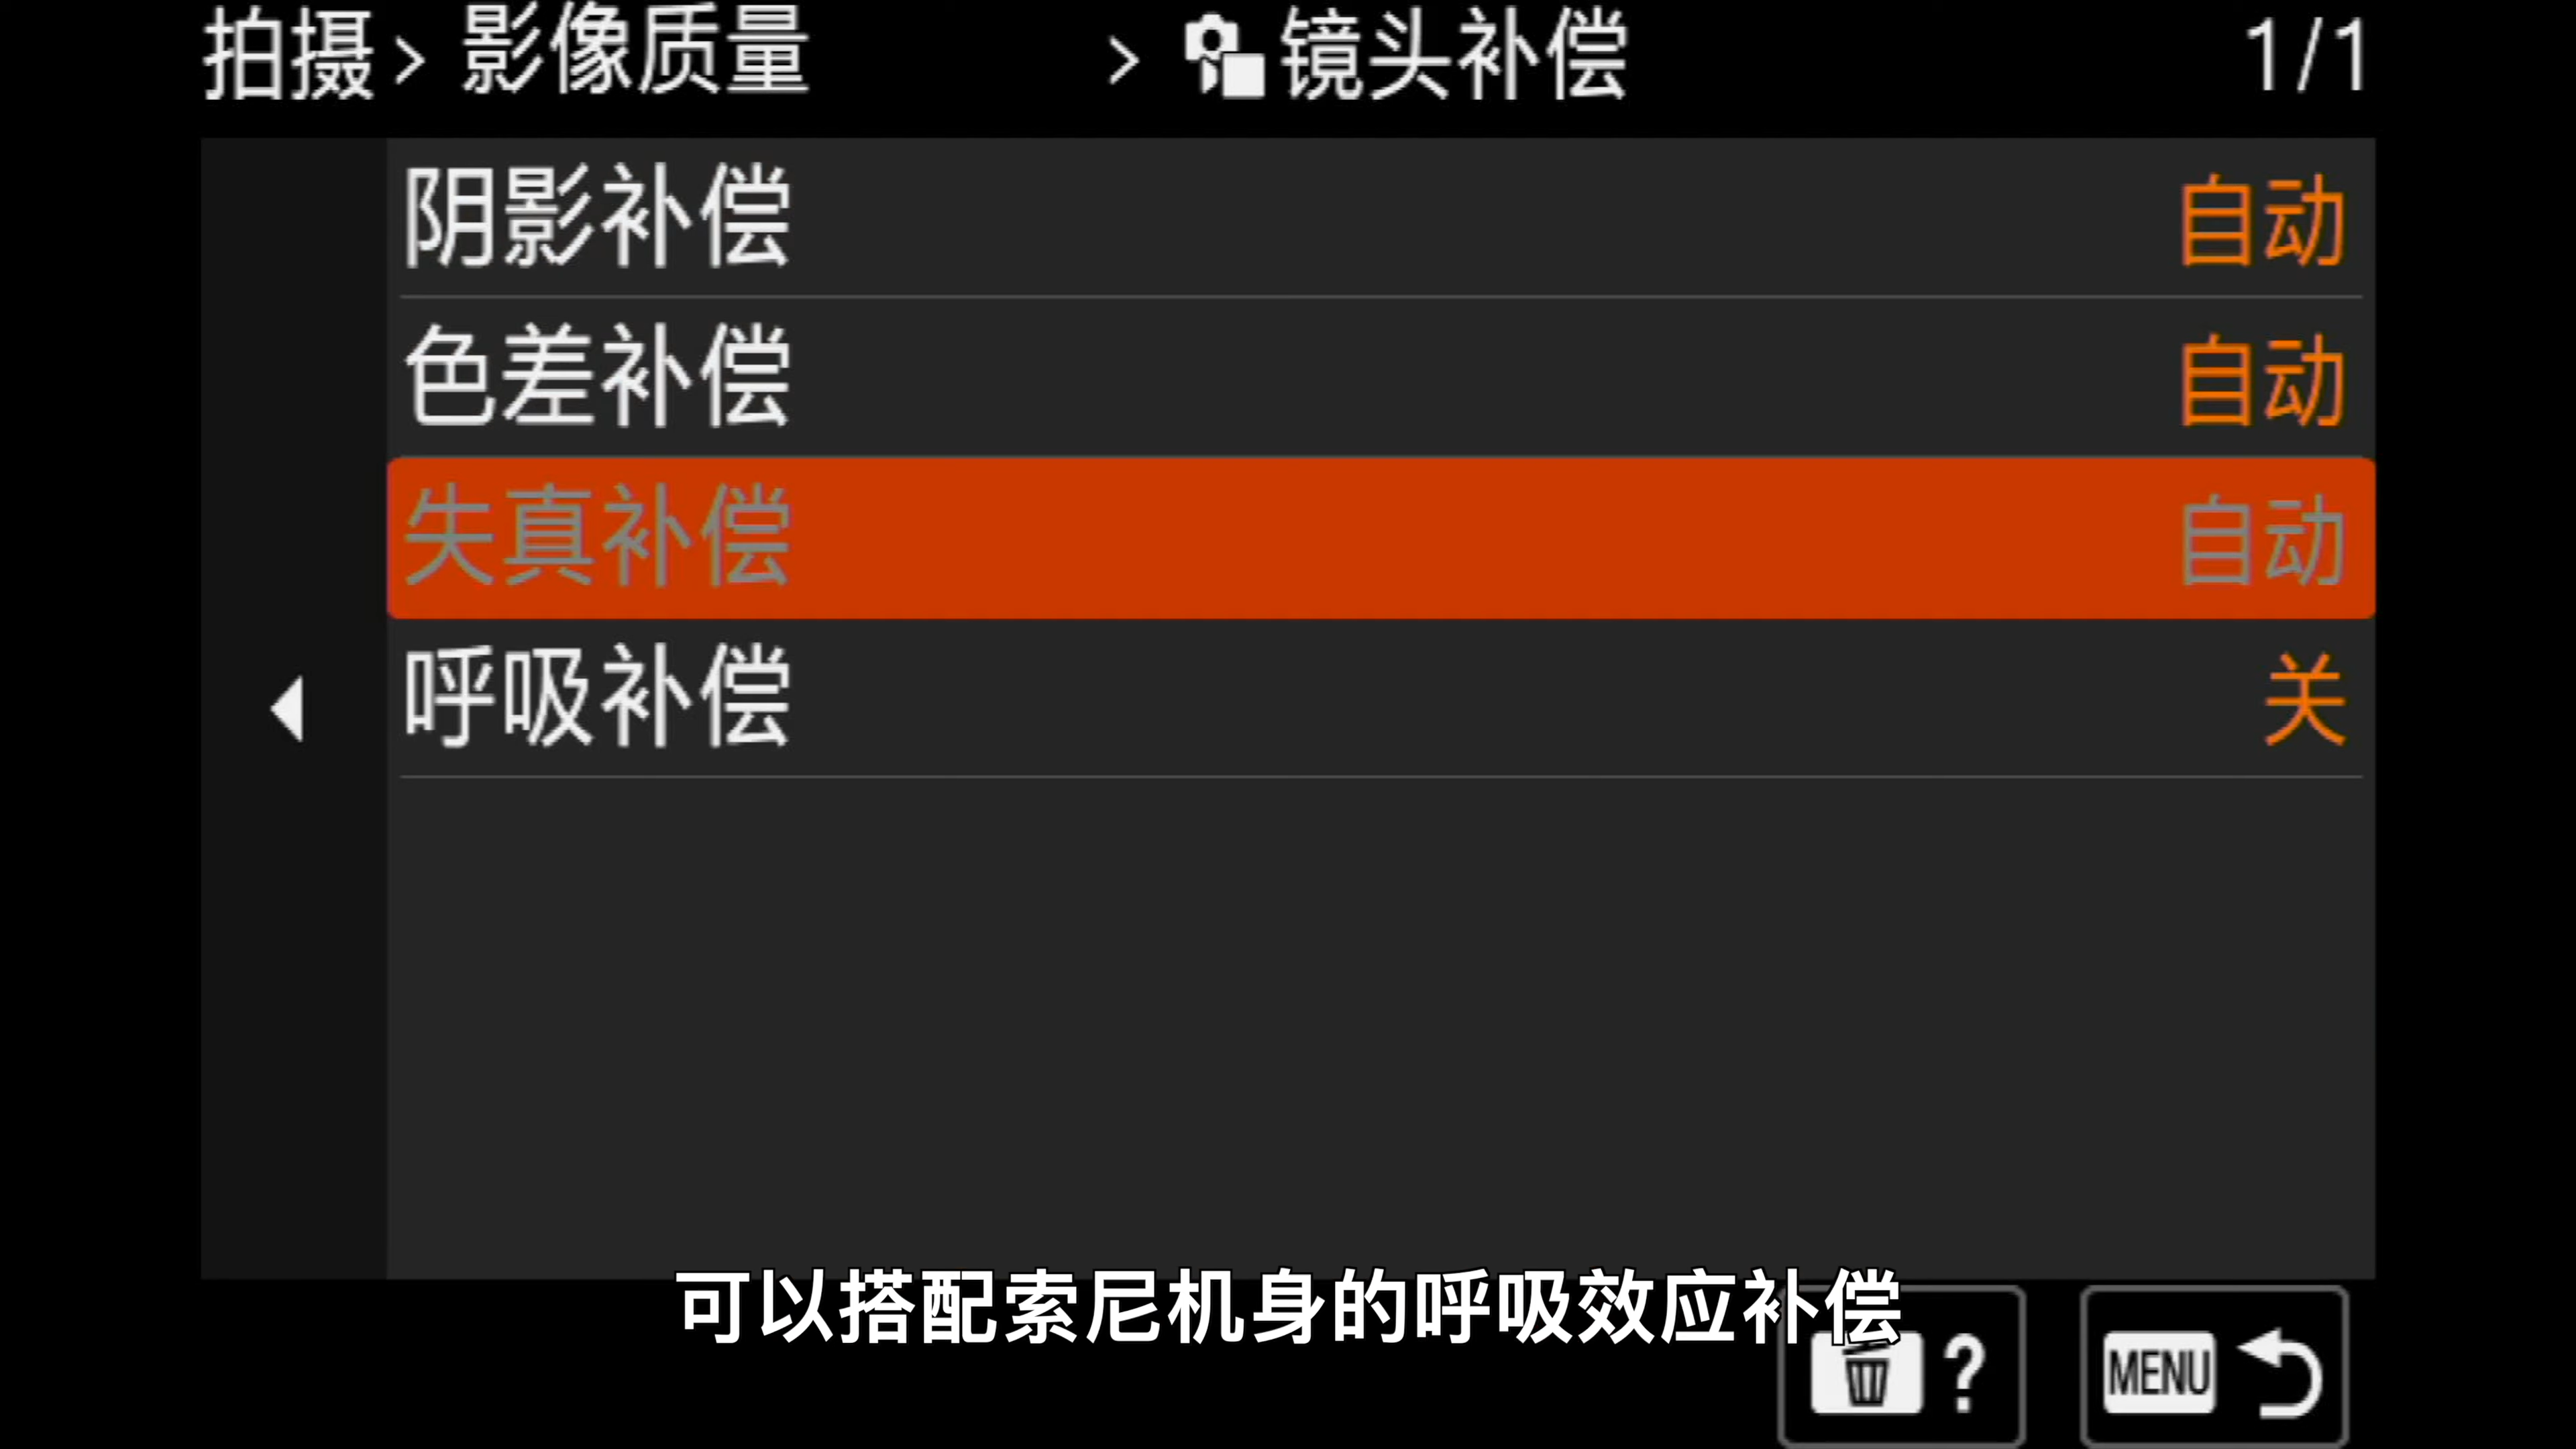 拍摄 > 影像质量 > 镜头补偿 1/1
阴影补偿 自动
色差补偿 自动
失真补偿 自动
呼吸补偿 关
可以搭配索尼机身的呼吸效应补偿
? MENU